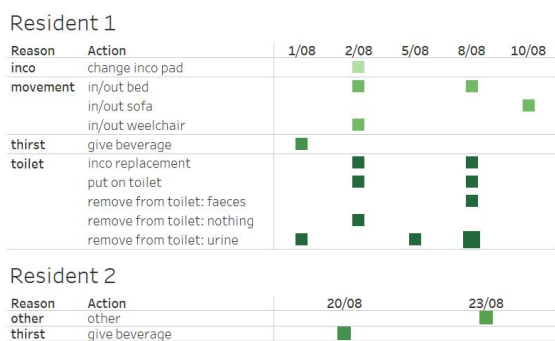 Resident 1
Reason Action 1/08 2/08 5/08 8/08 10/08
inco change inco pad
movement in/out bed
in/out sofa
in/out weelchair
thirst give beverage
toilet inco replacement
put on toilet
remove from toilet: faeces
remove from toilet: nothing
remove from toilet: urine
Resident 2
Reason Action 20/08 23/08
other other
thirst give beverage